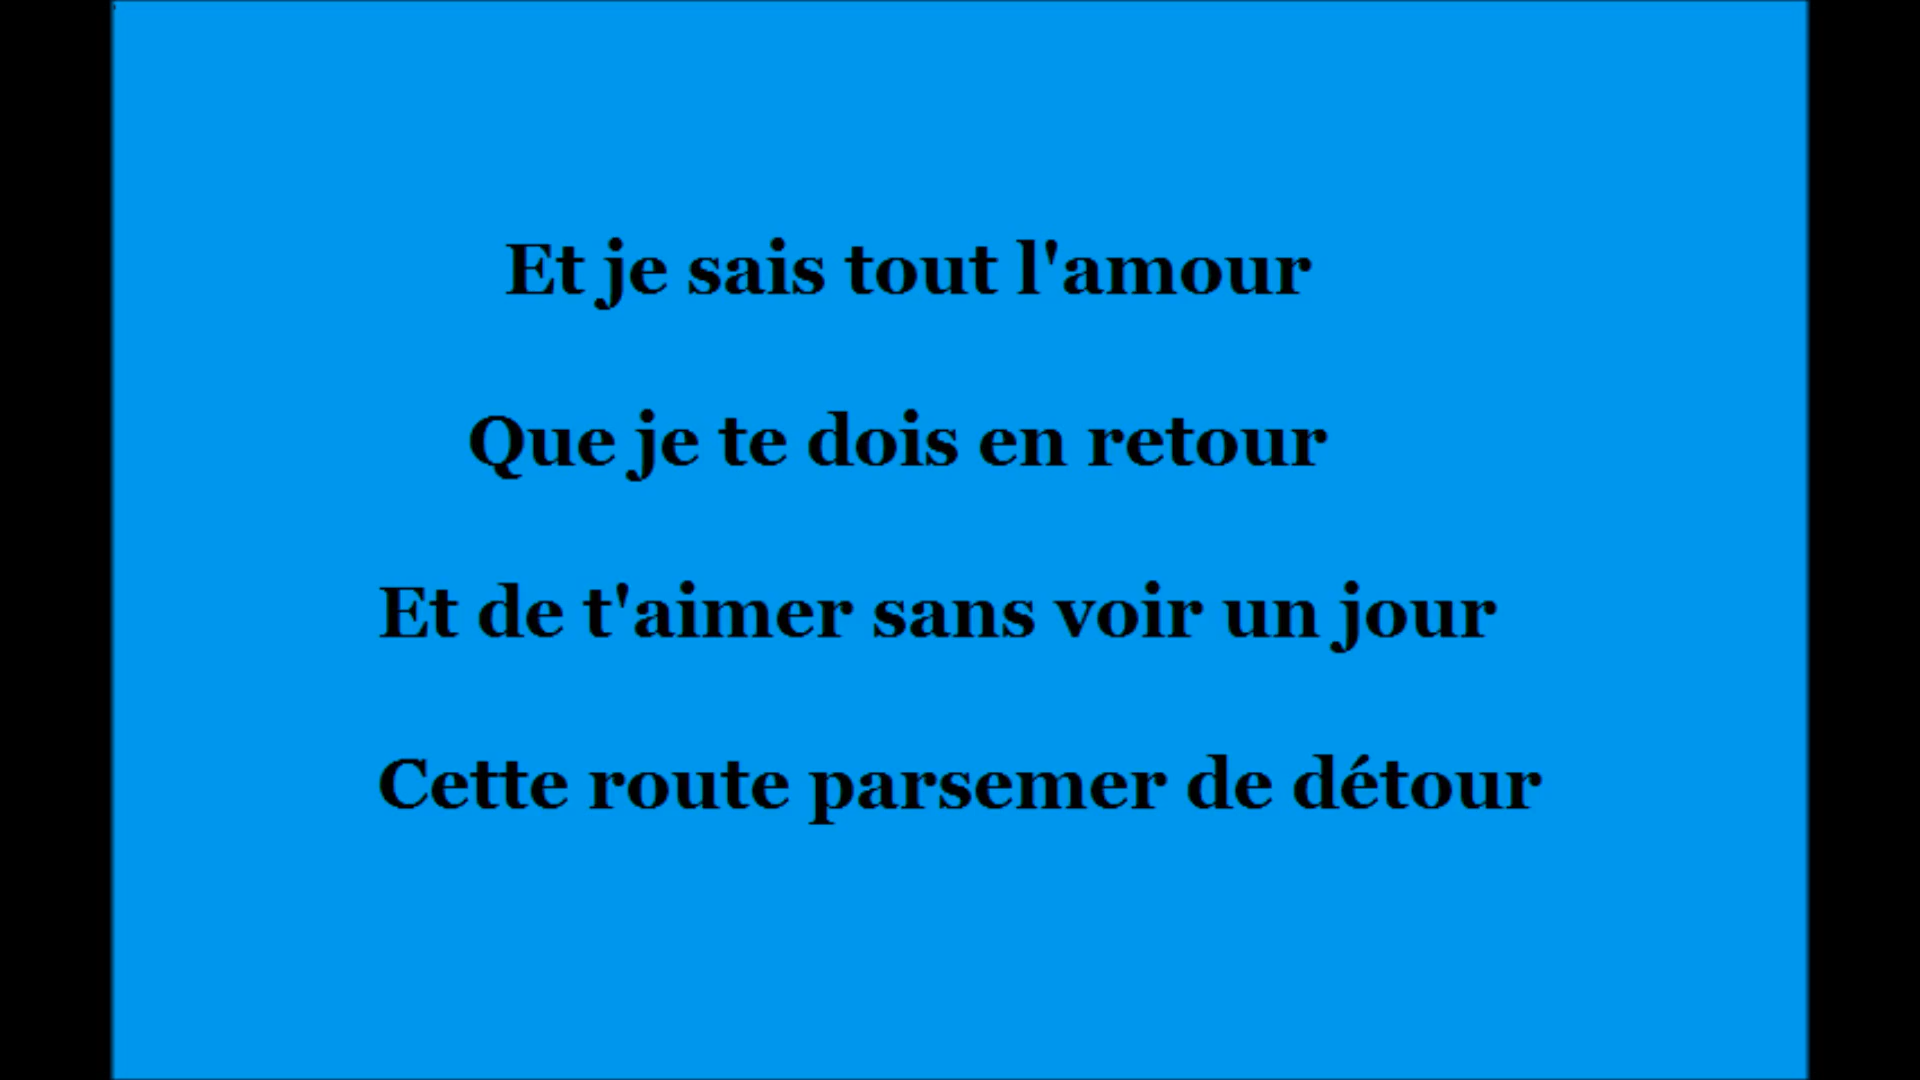 Et je sais tout l'amour
Que je te dois en retour
Et de t'aimer sans voir un jour
Cette route parsemer de détour